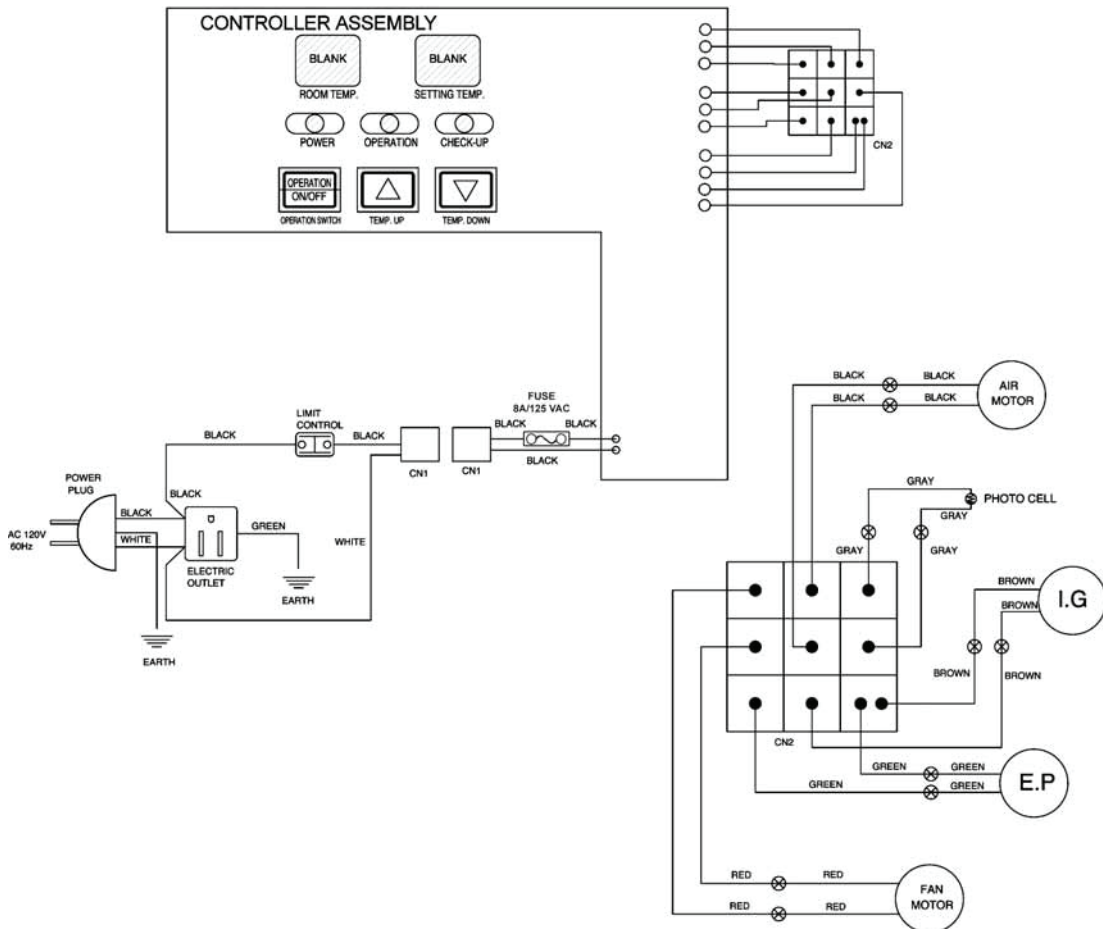 CONTROLLER ASSEMBLY
BLANK
BLANK
ROOM TEMP.
SETTING TEMP.
POWER
OPERATION
CHECK-UP
OPERATION
ON/OFF
OPERATION SWITCH
TEMP. UP
TEMP. DOWN
CN2
FUSE
8A/125 VAC
BLACK
BLACK
BLACK
CN1
LIMIT
CONTROL
BLACK
BLACK
CN1
POWER
PLUG
BLACK
BLACK
WHITE
AC 120V
60Hz
GREEN
WHITE
ELECTRIC
OUTLET
EARTH
EARTH
BLACK
BLACK
BLACK
BLACK
AIR
MOTOR
GRAY
PHOTO CELL
GRAY
GRAY
GRAY
BROWN
BROWN
I.G
BROWN
BROWN
CN2
GREEN
GREEN
GREEN
GREEN
E.P
RED
RED
RED
RED
FAN
MOTOR